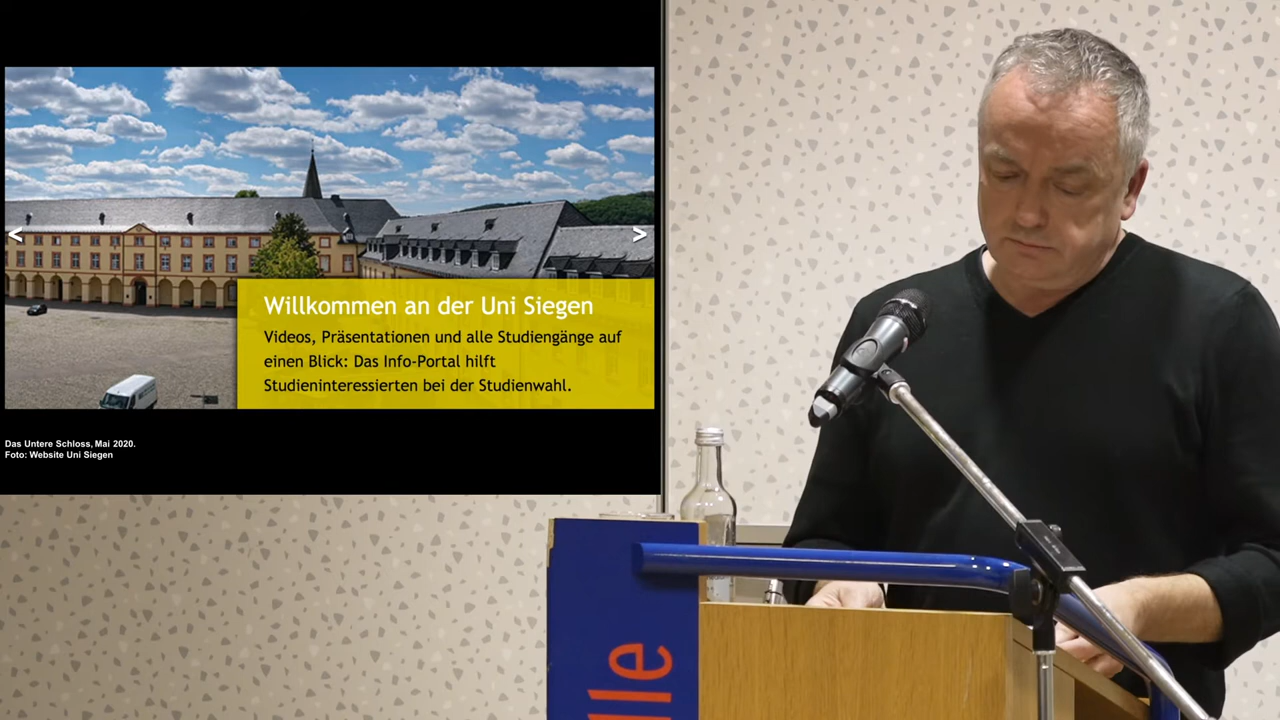 <
>
Willkommen an der Uni Siegen
Videos, Präsentationen und alle Studiengänge auf
einen Blick: Das Info-Portal hilft
Studieninteressierten bei der Studienwahl.
Das Untere Schloss, Mai 2020.
Foto: Website Uni Siegen
lle